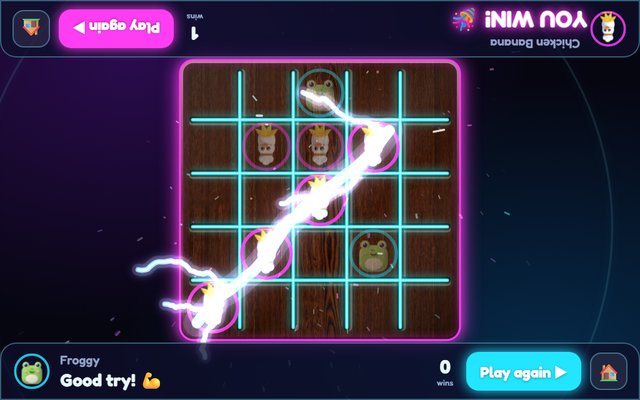 Chicken Banana
YOU WIN! 🎉
1
wins
Play again ▶
Froggy
Good try! 💪
0
wins
Play again ▶